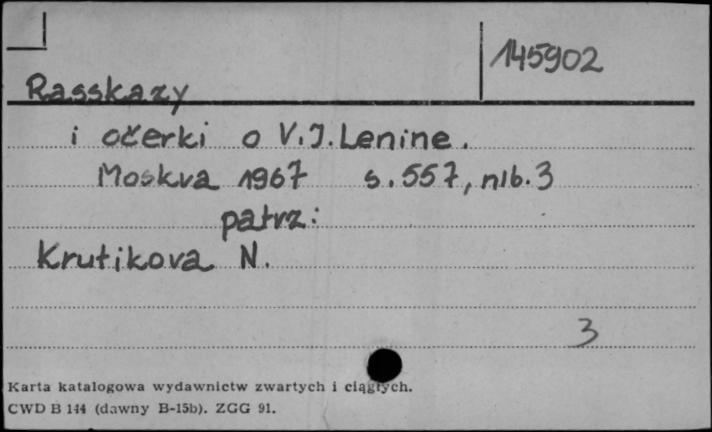 145902
Rasskazy
i očerki o V.I.Lenine.
Moskva 1967 s.557, nlb.3
patrz:
Krutikova N.
3
Karta katalogowa wydawnictw zwartych i ciągłych.
CWD B 144 (dawny B-15b). ZGG 91.